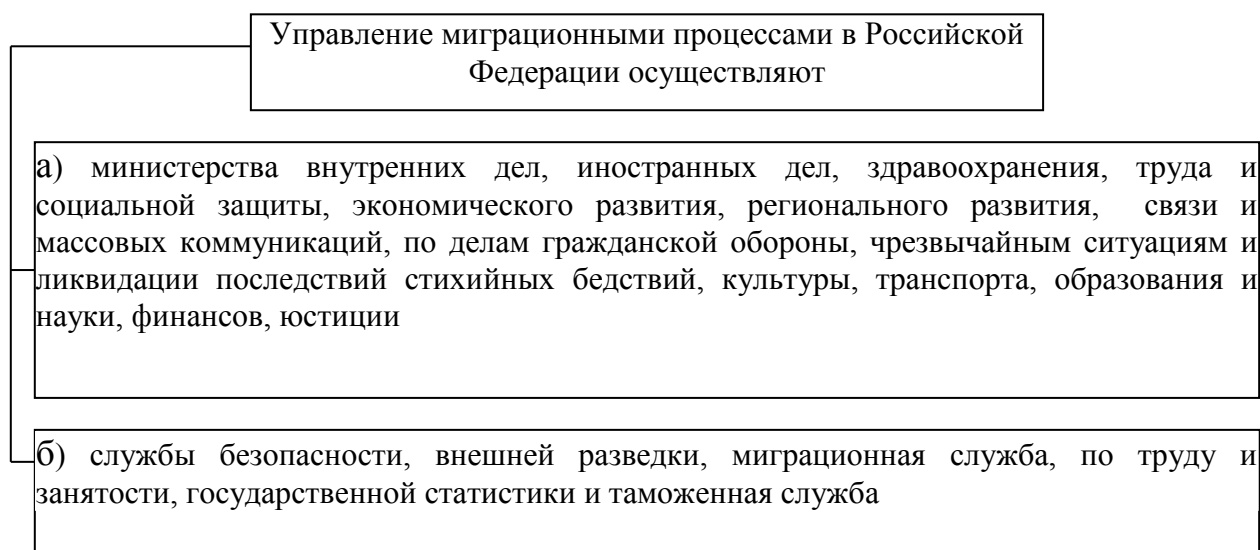 Управление миграционными процессами в Российской
Федерации осуществляют
а) министерства внутренних дел, иностранных дел, здравоохранения, труда и
социальной защиты, экономического развития, регионального развития, связи и
массовых коммуникаций, по делам гражданской обороны, чрезвычайным ситуациям и
ликвидации последствий стихийных бедствий, культуры, транспорта, образования и
науки, финансов, юстиции
б) службы безопасности, внешней разведки, миграционная служба, по труду и
занятости, государственной статистики и таможенная служба